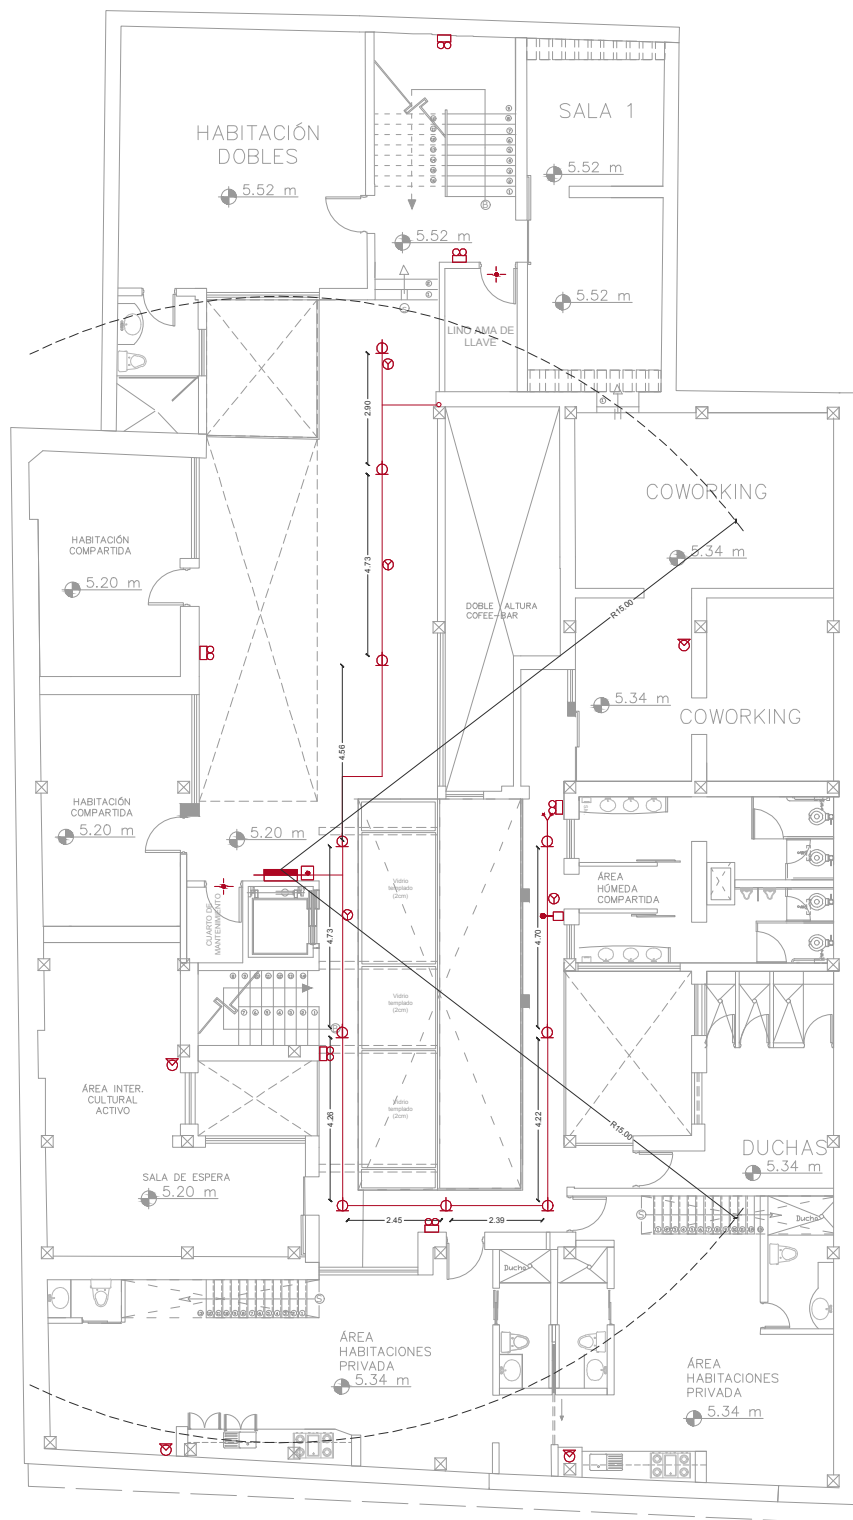 HABITACIÓN
DOBLES
5.52 m
SALA 1
5.52 m
5.52 m
5.52 m
LINO AMA DE
LLAVE
2.90
COWORKING
5.34 m
HABITACIÓN
COMPARTIDA
5.20 m
4.73
DOBLE ALTURA
COFEE-BAR
R15.00
5.34 m
COWORKING
4.56
HABITACIÓN
COMPARTIDA
5.20 m
5.20 m
ÁREA
HÚMEDA
COMPARTIDA
Vidrio
templado
(2cm)
CUARTO DE
MANTENIMIENTO
4.73
4.70
Vidrio
templado
(2cm)
ÁREA INTER.
CULTURAL
ACTIVO
4.26
Vidrio
templado
(2cm)
4.22
R15.00
DUCHAS
5.34 m
SALA DE ESPERA
5.20 m
2.45
2.39
Ducha
Ducha
ÁREA
HABITACIONES
PRIVADA
5.34 m
ÁREA
HABITACIONES
PRIVADA
5.34 m